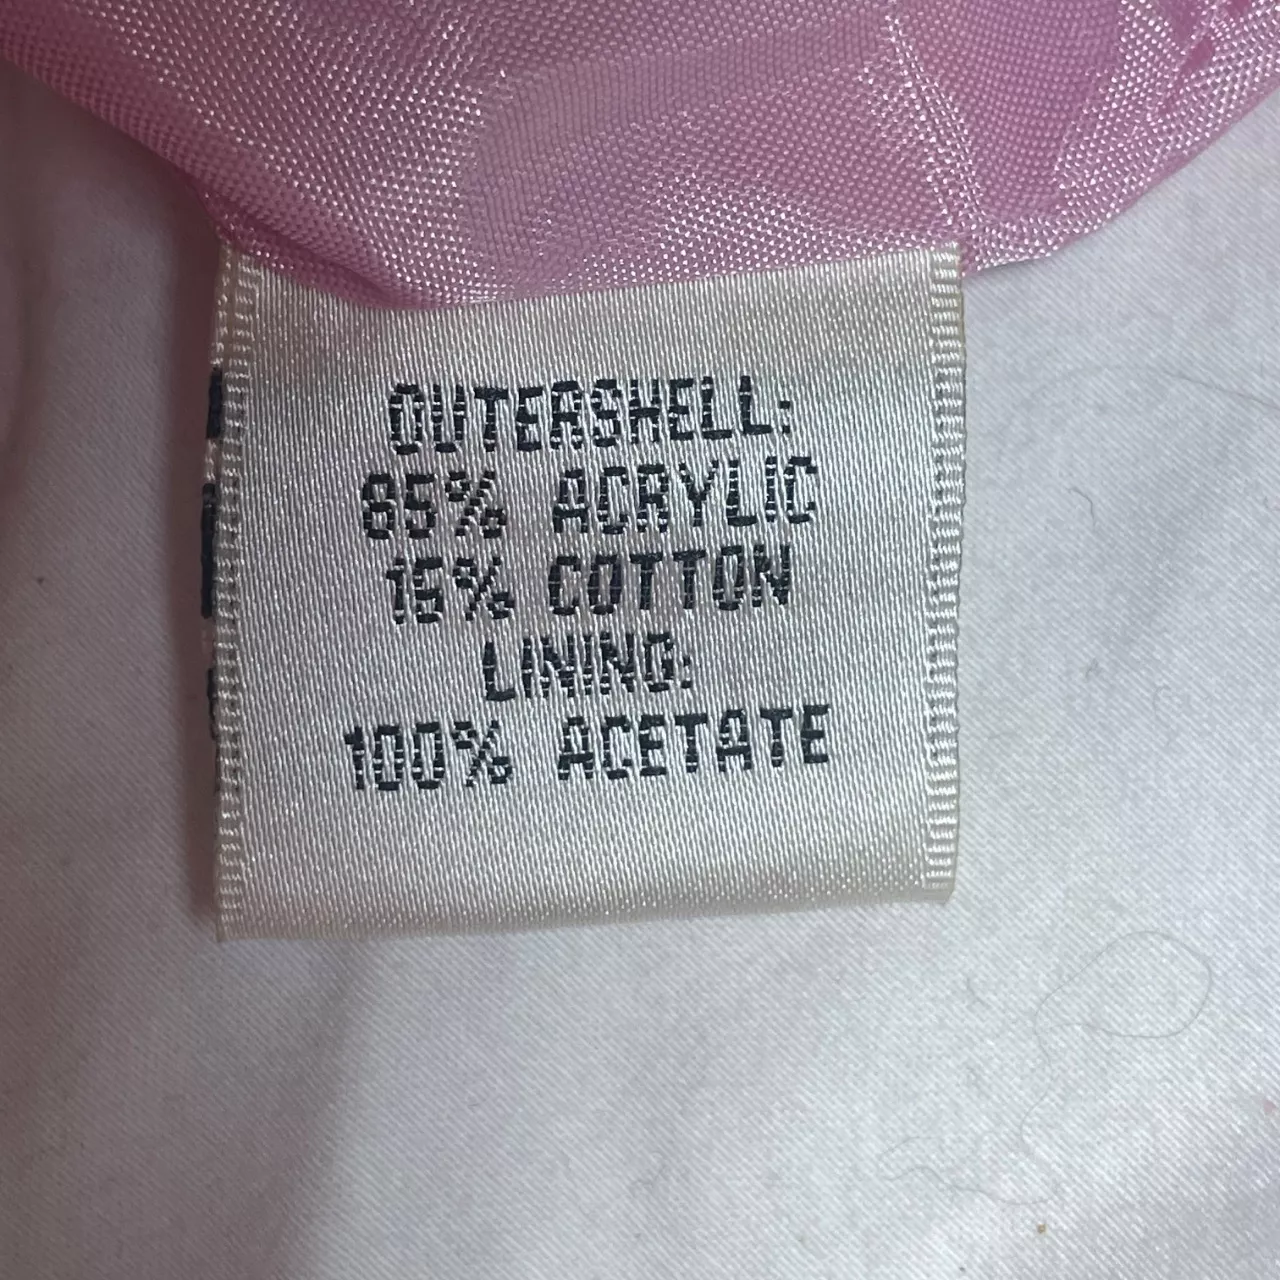 OUTERSHELL:
85% ACRYLIC
15% COTTON
LINING:
100% ACETATE